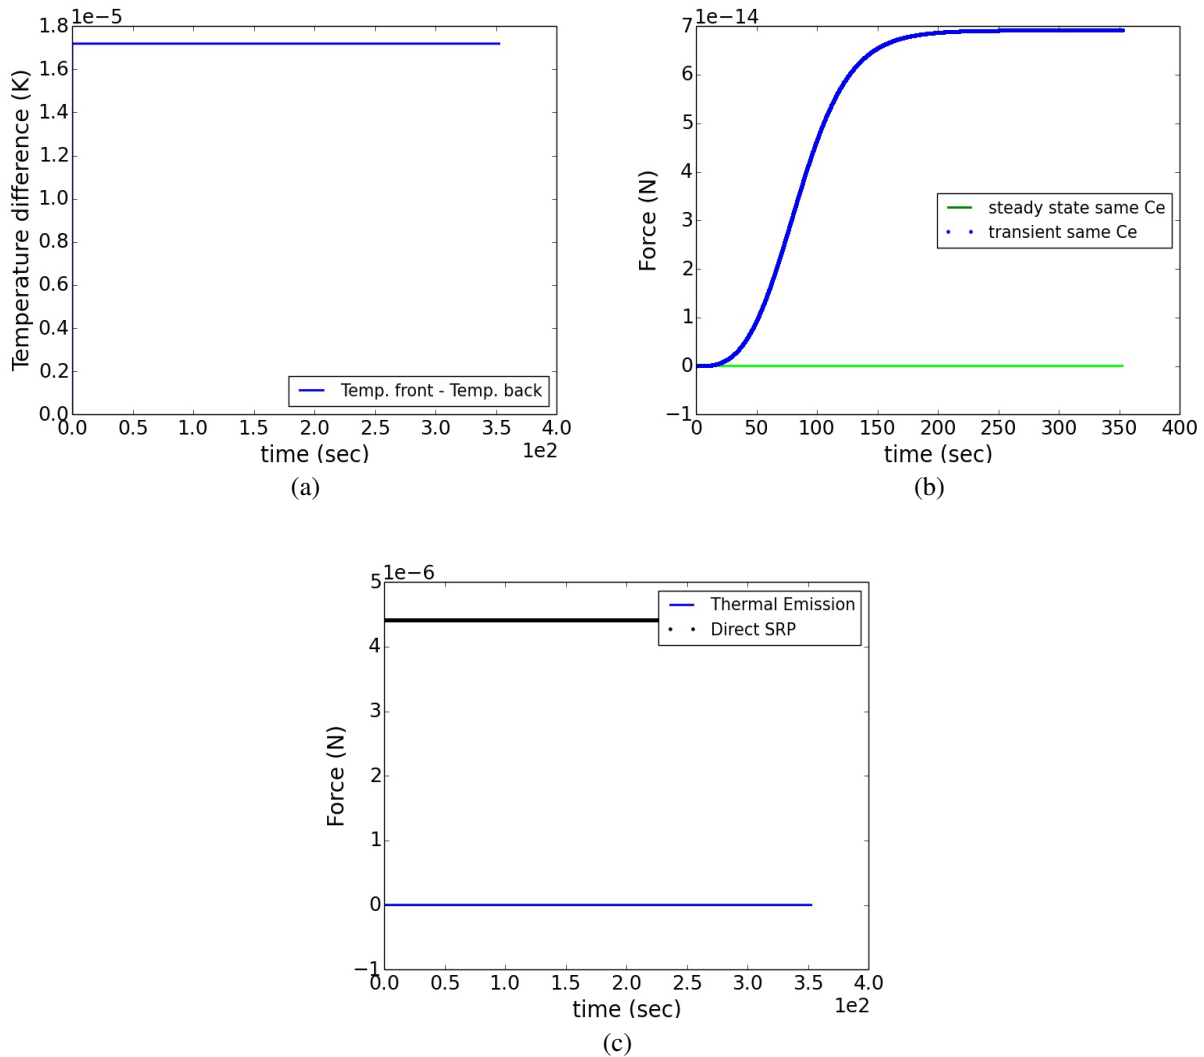 1e−5
1.8
1.6
1.4
1.2
1.0
0.8
0.6
0.4
0.2
0.0
Temperature difference (K)
Temp. front - Temp. back
0.0 0.5 1.0 1.5 2.0 2.5 3.0 3.5 4.0
1e2
time (sec)
(a)
1e−14
7
6
5
4
3
2
1
0
−1
Force (N)
steady state same Ce
transient same Ce
0 50 100 150 200 250 300 350 400
time (sec)
(b)
1e−6
5
4
3
2
1
0
−1
Force (N)
Thermal Emission
Direct SRP
0.0 0.5 1.0 1.5 2.0 2.5 3.0 3.5 4.0
1e2
time (sec)
(c)